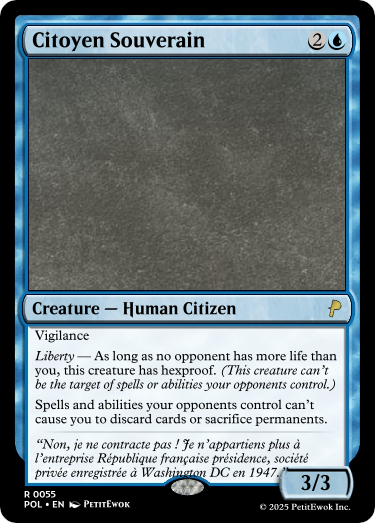 Citoyen Souverain 2
Creature — Human Citizen
Vigilance
Liberty — As long as no opponent has more life than
you, this creature has hexproof. (This creature can't
be the target of spells or abilities your opponents control.)
Spells and abilities your opponents control can't
cause you to discard cards or sacrifice permanents.
“Non, je ne contracte pas ! Je n'appartiens plus à
l'entreprise République française présidence, société
privée enregistrée à Washington DC en 1947.”
3/3
R 0055
POL • EN PetitEwok
© 2025 PetitEwok Inc.